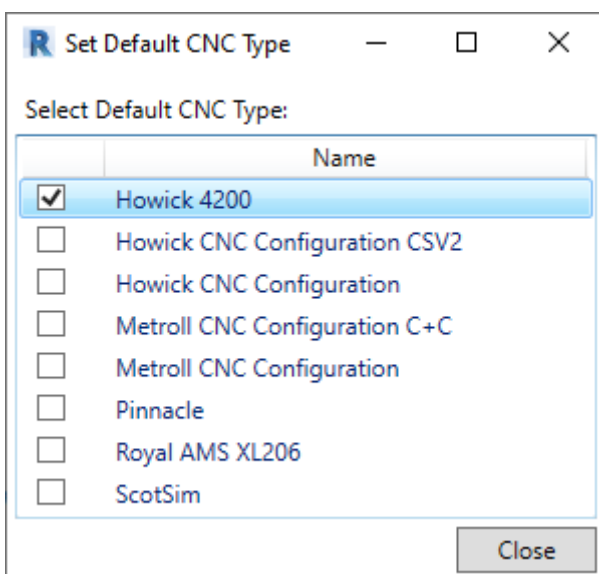 R Set Default CNC Type
Select Default CNC Type:
Name
Howick 4200
Howick CNC Configuration CSV2
Howick CNC Configuration
Metroll CNC Configuration C+C
Metroll CNC Configuration
Pinnacle
Royal AMS XL206
ScotSim
Close